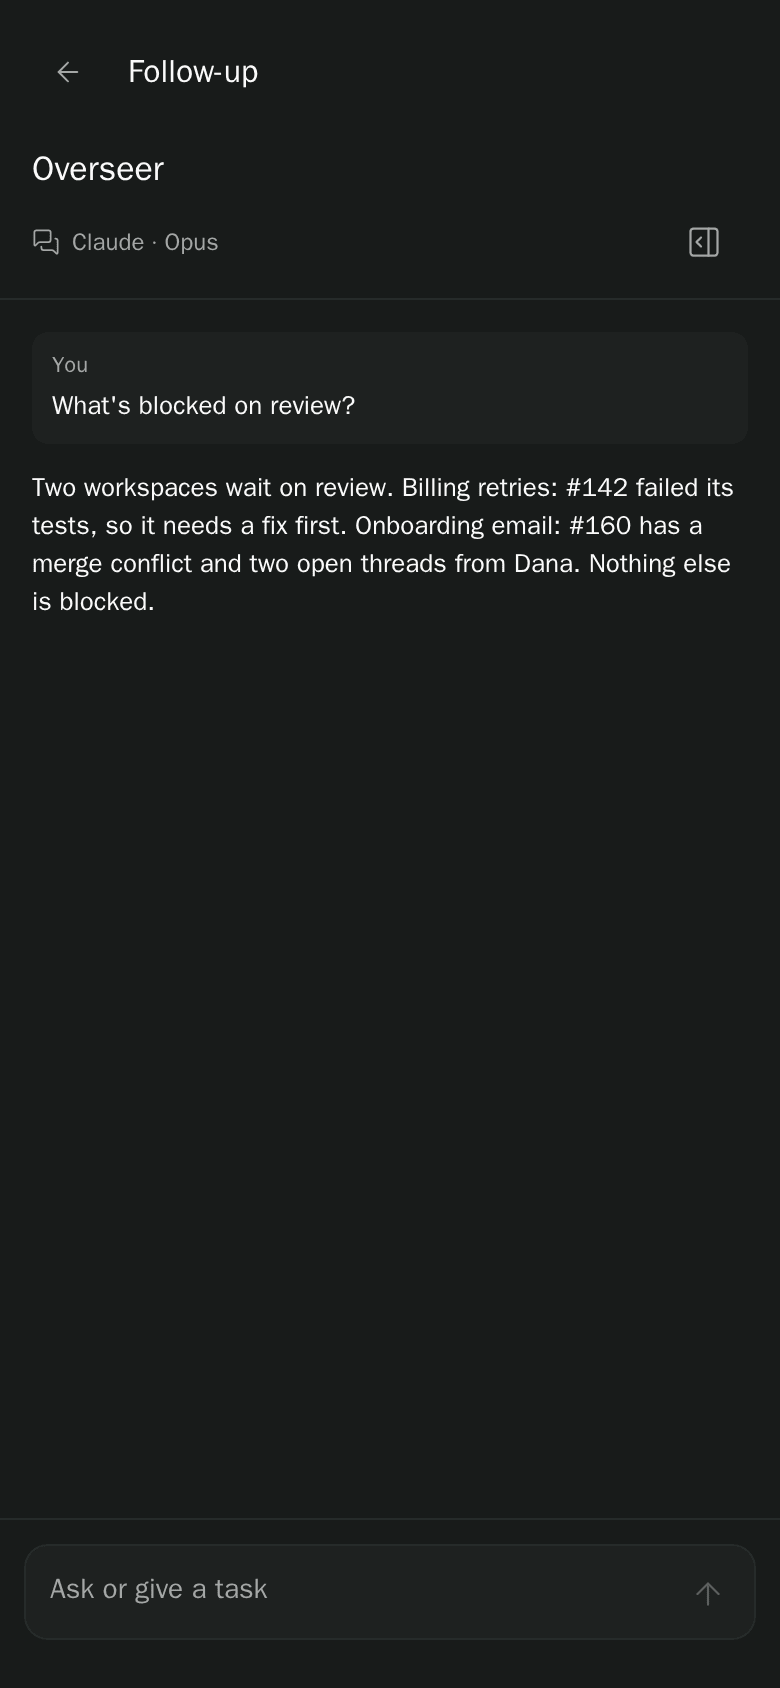 Follow-up
Overseer
Claude · Opus
You
What's blocked on review?
Two workspaces wait on review. Billing retries: #142 failed its
tests, so it needs a fix first. Onboarding email: #160 has a
merge conflict and two open threads from Dana. Nothing else
is blocked.
Ask or give a task